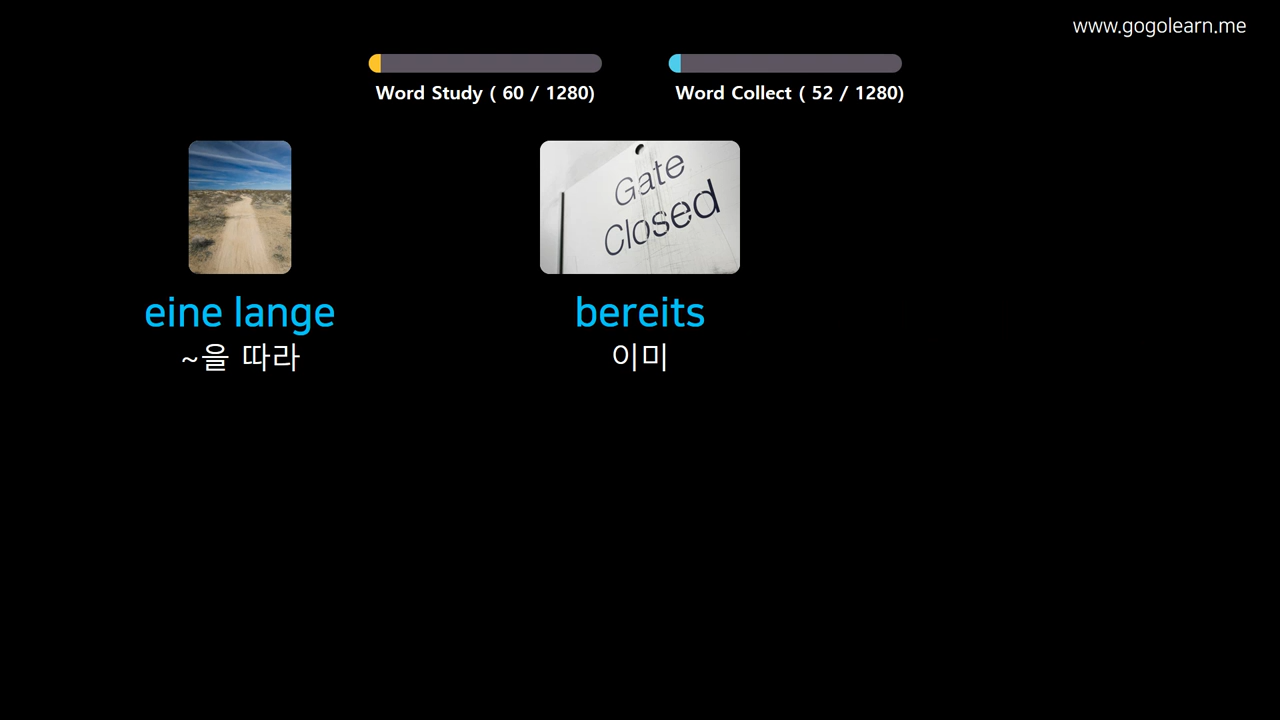 www.gogolearn.me
Word Study ( 60 / 1280)
Word Collect ( 52 / 1280)
Gate
Closed
eine lange
~을 따라
bereits
이미